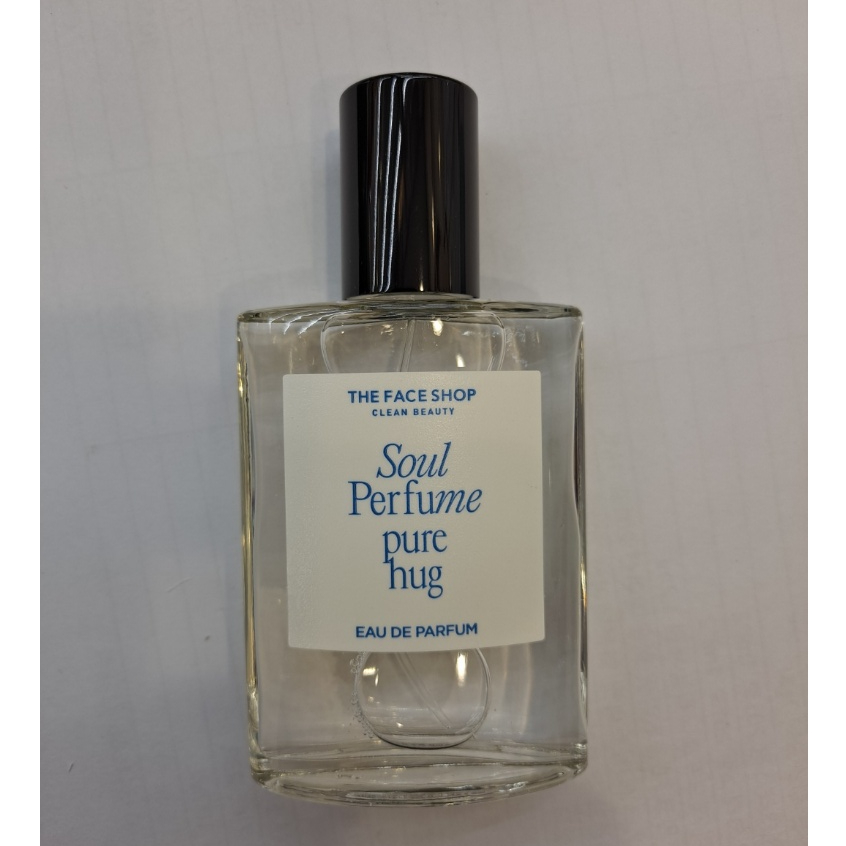 THE FACE SHOP
CLEAN BEAUTY
Soul
Perfume
pure
hug
EAU DE PARFUM